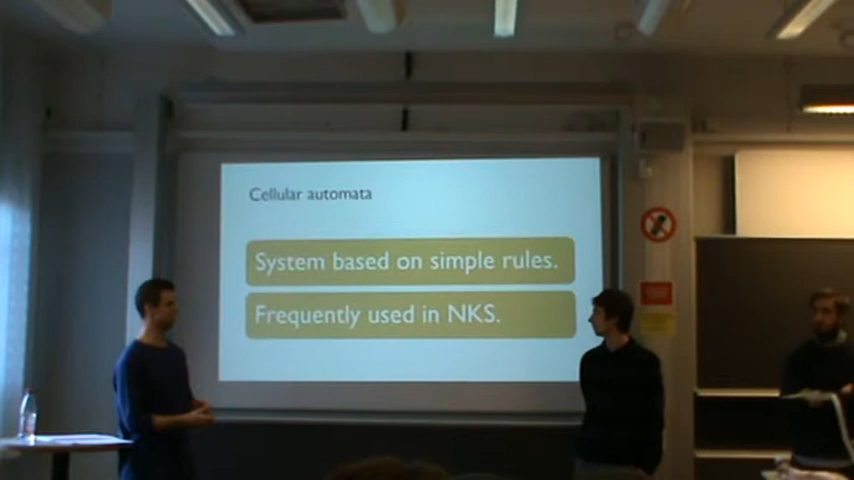 Cellular automata
System based on simple rules.
Frequently used in NKS.